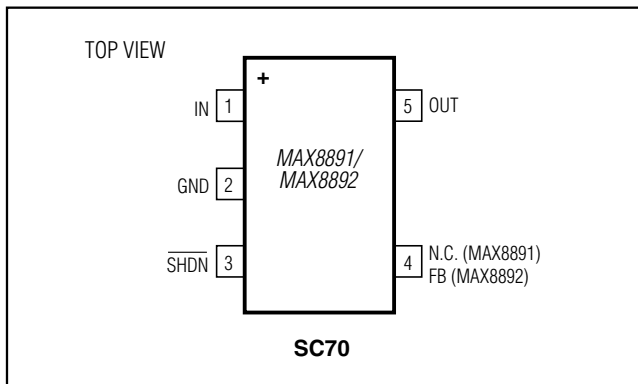 TOP VIEW
+
IN 1
5 OUT
MAX8891/
MAX8892
GND 2
SHDN 3
4 N.C. (MAX8891)
FB (MAX8892)
SC70